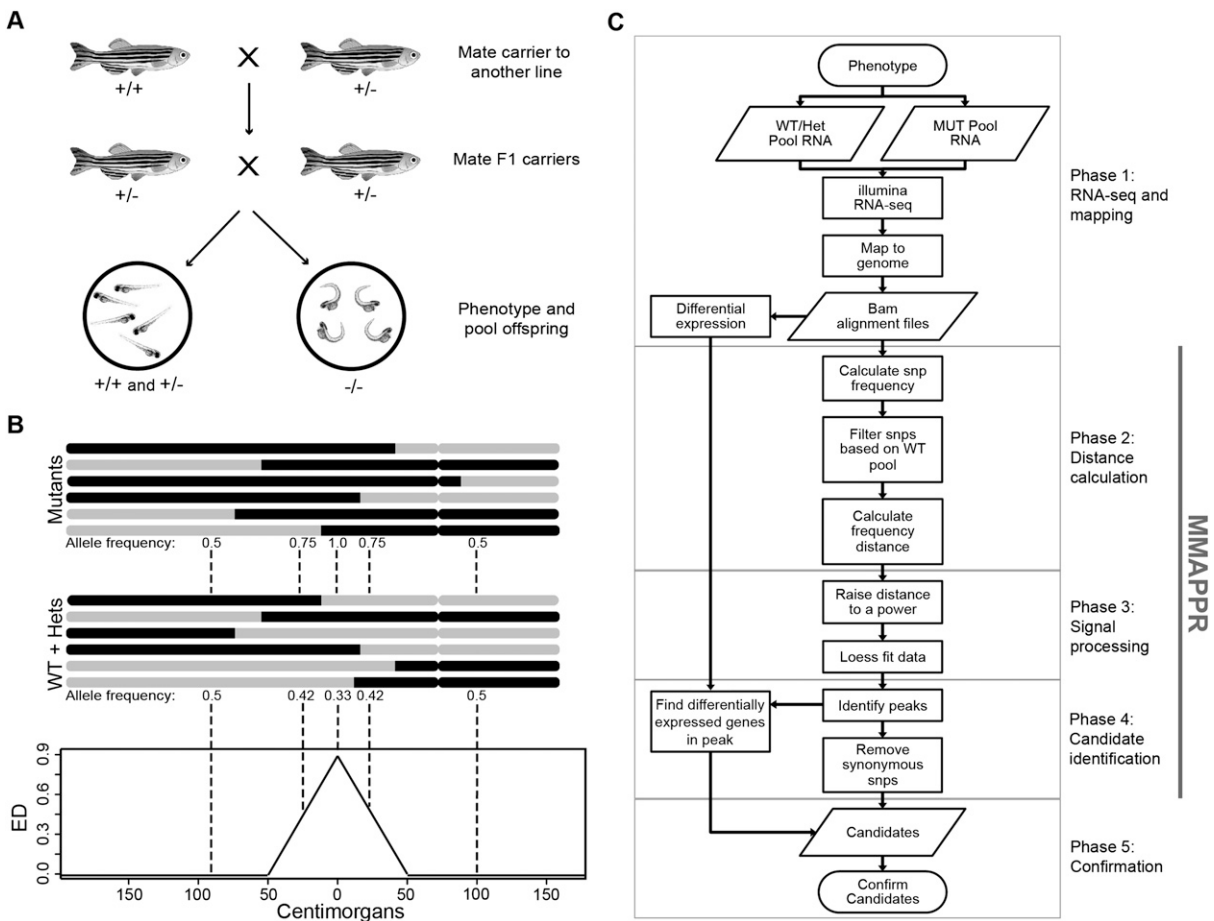 A
X
Mate carrier to
another line
+/+
+/-
X
Mate F1 carriers
+/-
+/-
Phenotype and
pool offspring
+/+ and +/-
-/-
B
Mutants
Allele frequency:
0.5
0.75
1.0
0.75
0.5
WT + Hets
Allele frequency:
0.5
0.42
0.33
0.42
0.5
ED
0.9
0.6
0.3
0.0
150
100
50
0
50
100
150
Centimorgans
C
Phenotype
WT/Het
Pool RNA
MUT Pool
RNA
illumina
RNA-seq
Map to
genome
Differential
expression
Bam
alignment files
Phase 1:
RNA-seq and
mapping
Calculate snp
frequency
Filter snps
based on WT
pool
Calculate
frequency
distance
Phase 2:
Distance
calculation
Raise distance
to a power
Loess fit data
Phase 3:
Signal
processing
Find differentially
expressed genes
in peak
Identify peaks
Remove
synonymous
snps
Phase 4:
Candidate
identification
MMAPPR
Candidates
Confirm
Candidates
Phase 5:
Confirmation